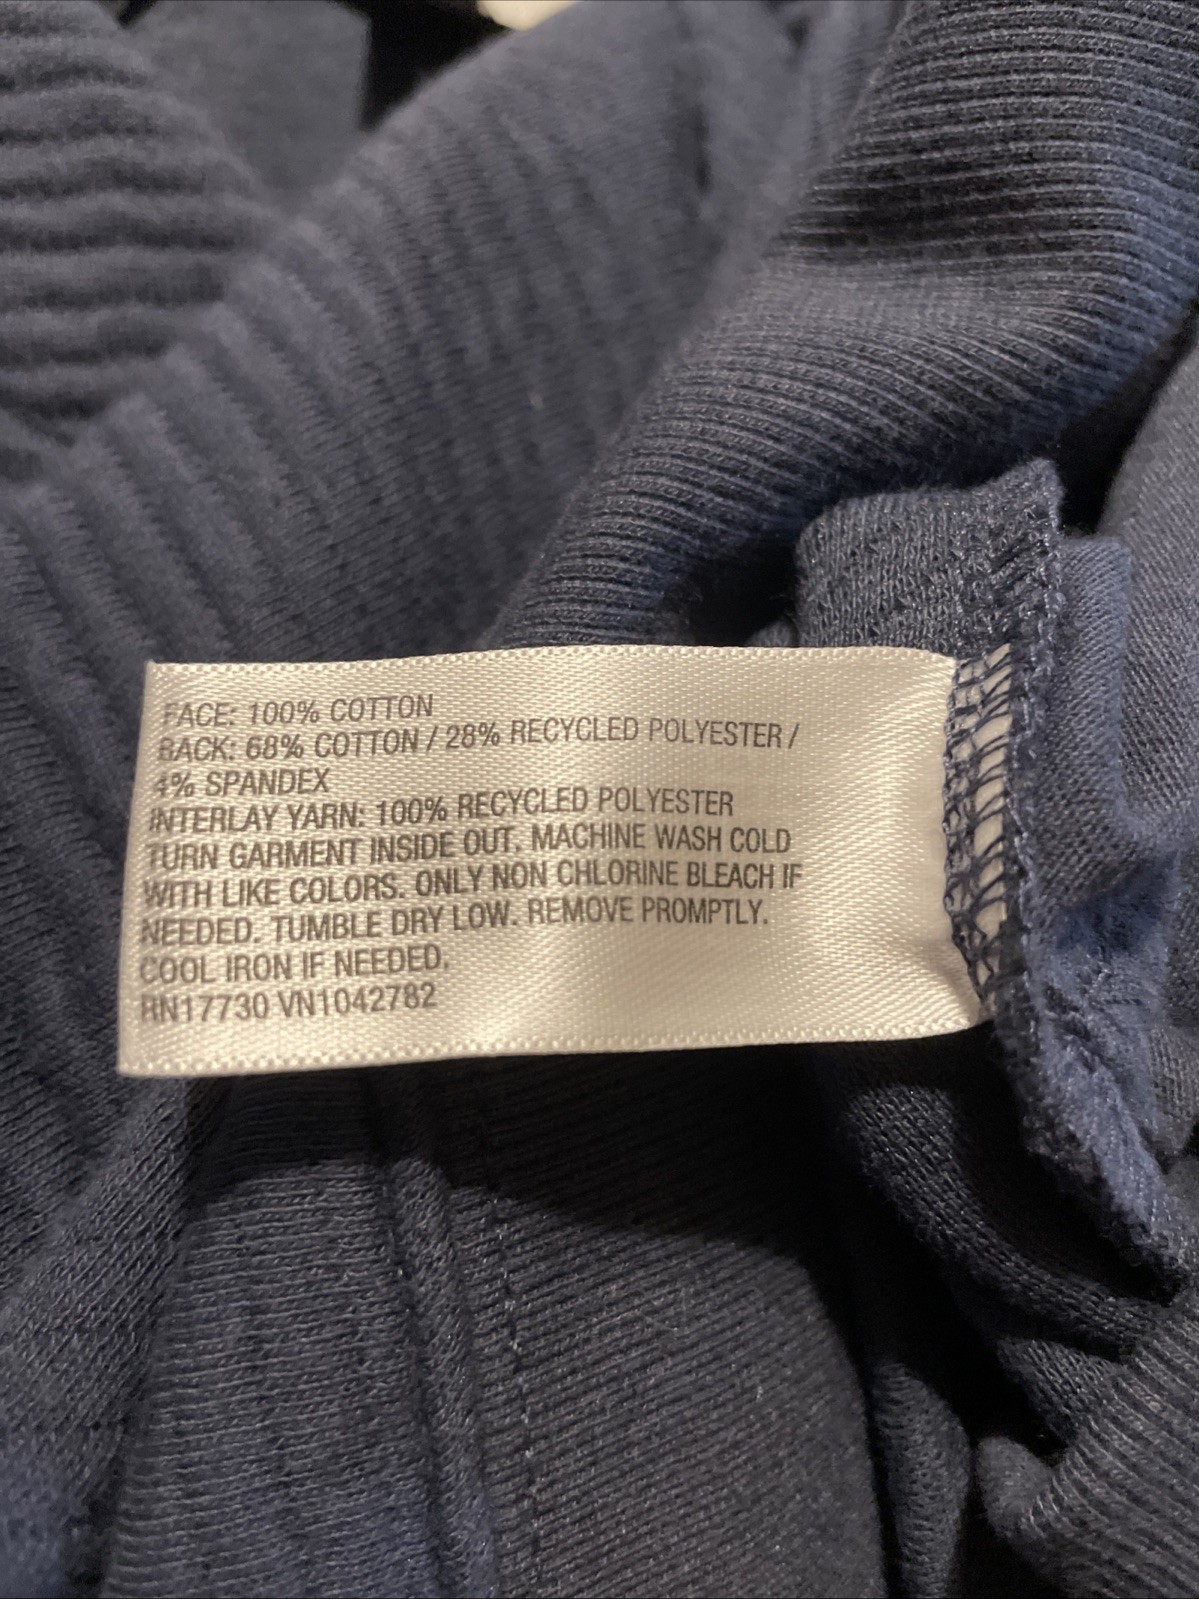 FACE: 100% COTTON
BACK: 68% COTTON / 28% RECYCLED POLYESTER /
4% SPANDEX
INTERLAY YARN: 100% RECYCLED POLYESTER
TURN GARMENT INSIDE OUT. MACHINE WASH COLD
WITH LIKE COLORS. ONLY NON CHLORINE BLEACH IF
NEEDED. TUMBLE DRY LOW. REMOVE PROMPTLY.
COOL IRON IF NEEDED.
RN17730 VN1042782